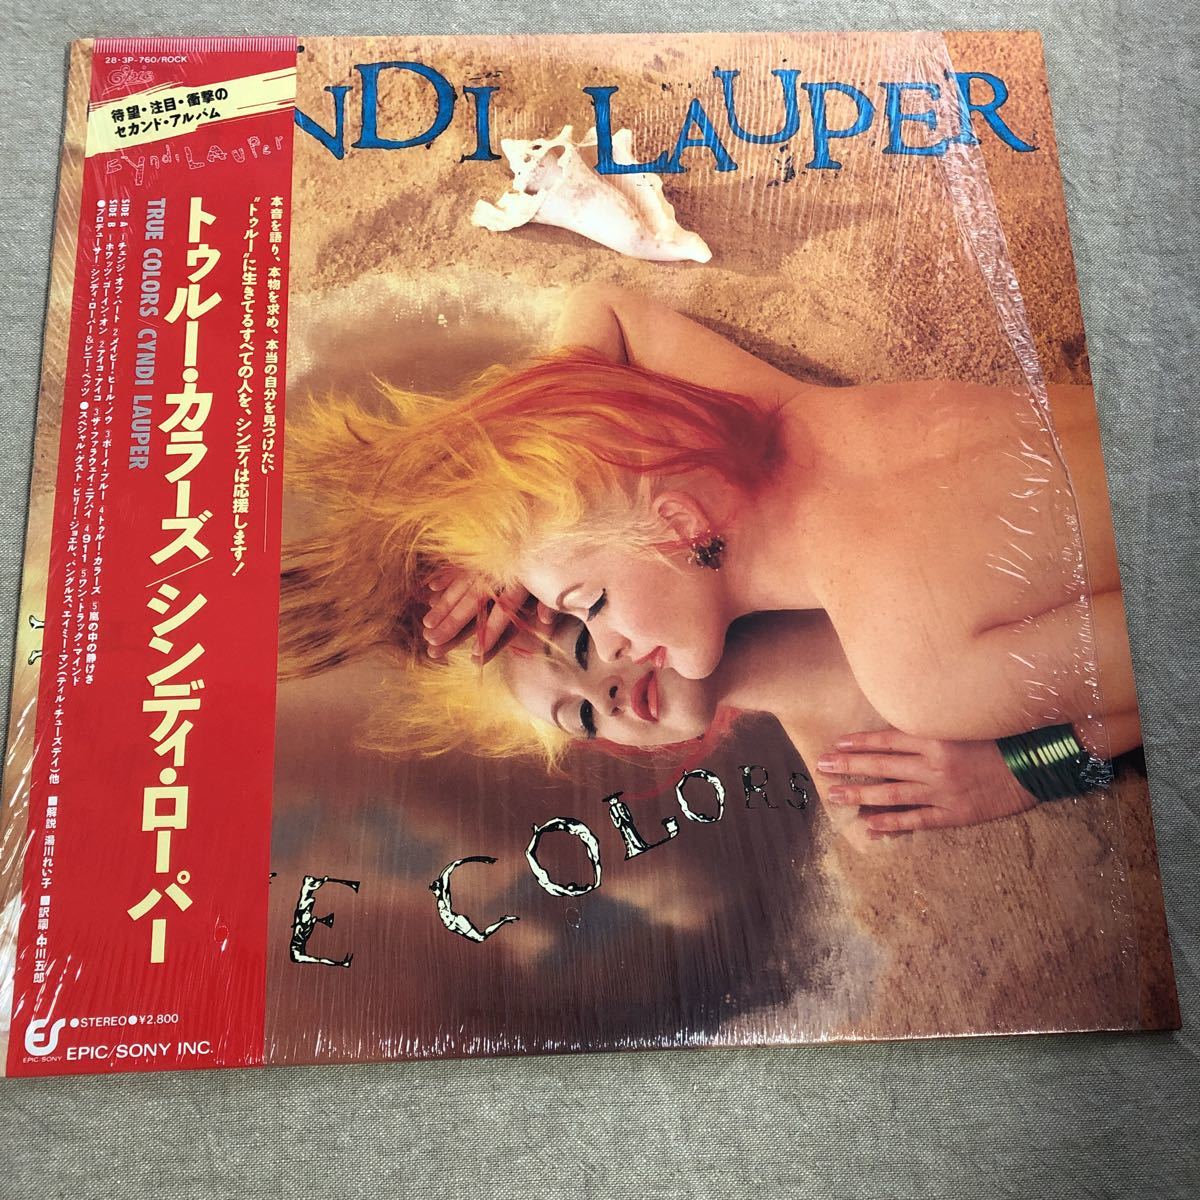 28・3P-760/ROCK
Epic
待望・注目・衝撃の
セカンド・アルバム
cyndi LAUPer
本音を語り、本物を求め、本当の自分を見つけたい——
“トゥルー”に生きてるすべての人を、シンディは応援します!
トゥルー・カラーズ/シンディ・ローパー
TRUE COLORS/CYNDI LAUPER
SIDE A 1 チェンジ・オブ・ハート 2 メイビー・ヒール・ノウ 3 ボーイ・ブルー 4 トゥルー・カラーズ 5 嵐の中の静けさ
SIDE B 1 ホワッツ・ゴーイン・オン 2 アイコ・アイコ 3 ザ・ファラウェイ・ニアバイ 4 911 5 ワン・トラック・マインド
●プロデューサー:シンディ・ローパー&レニー・ペッツ ●スペシャル・ゲスト:ビリー・ジョエル、バングルス、エイミー・マン(ティル・チューズデイ)他 ■解説:湯川れい子 ■訳詞:中川五郎
●STEREO●¥2,800
ES
EPIC/SONY
EPIC/SONY INC.
NDI LAUPER
E COLORS